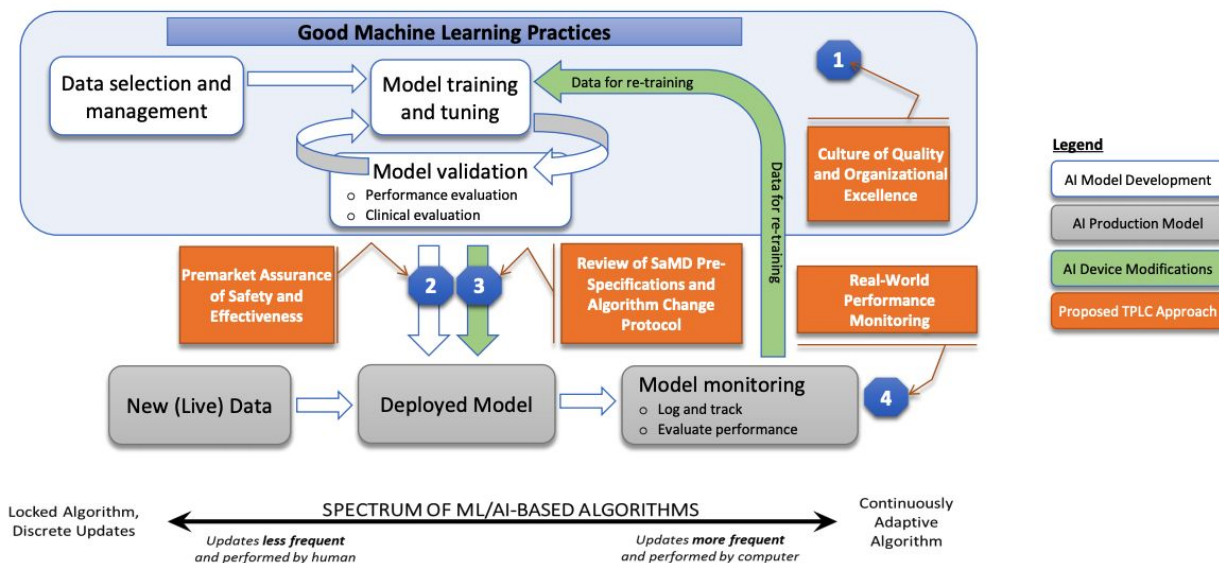 Good Machine Learning Practices
Data selection and
management
Model training
and tuning
Data for re-training
1
Culture of Quality
and Organizational
Excellence
Model validation
o Performance evaluation
o Clinical evaluation
Data for re-training
Legend
AI Model Development
AI Production Model
AI Device Modifications
Proposed TPLC Approach
Premarket Assurance
of Safety and
Effectiveness
2
3
Review of SaMD Pre-
Specifications and
Algorithm Change
Protocol
Real-World
Performance
Monitoring
New (Live) Data
Deployed Model
Model monitoring
o Log and track
o Evaluate performance
4
Locked Algorithm,
Discrete Updates
SPECTRUM OF ML/AI-BASED ALGORITHMS
Updates less frequent
and performed by human
Updates more frequent
and performed by computer
Continuously
Adaptive
Algorithm